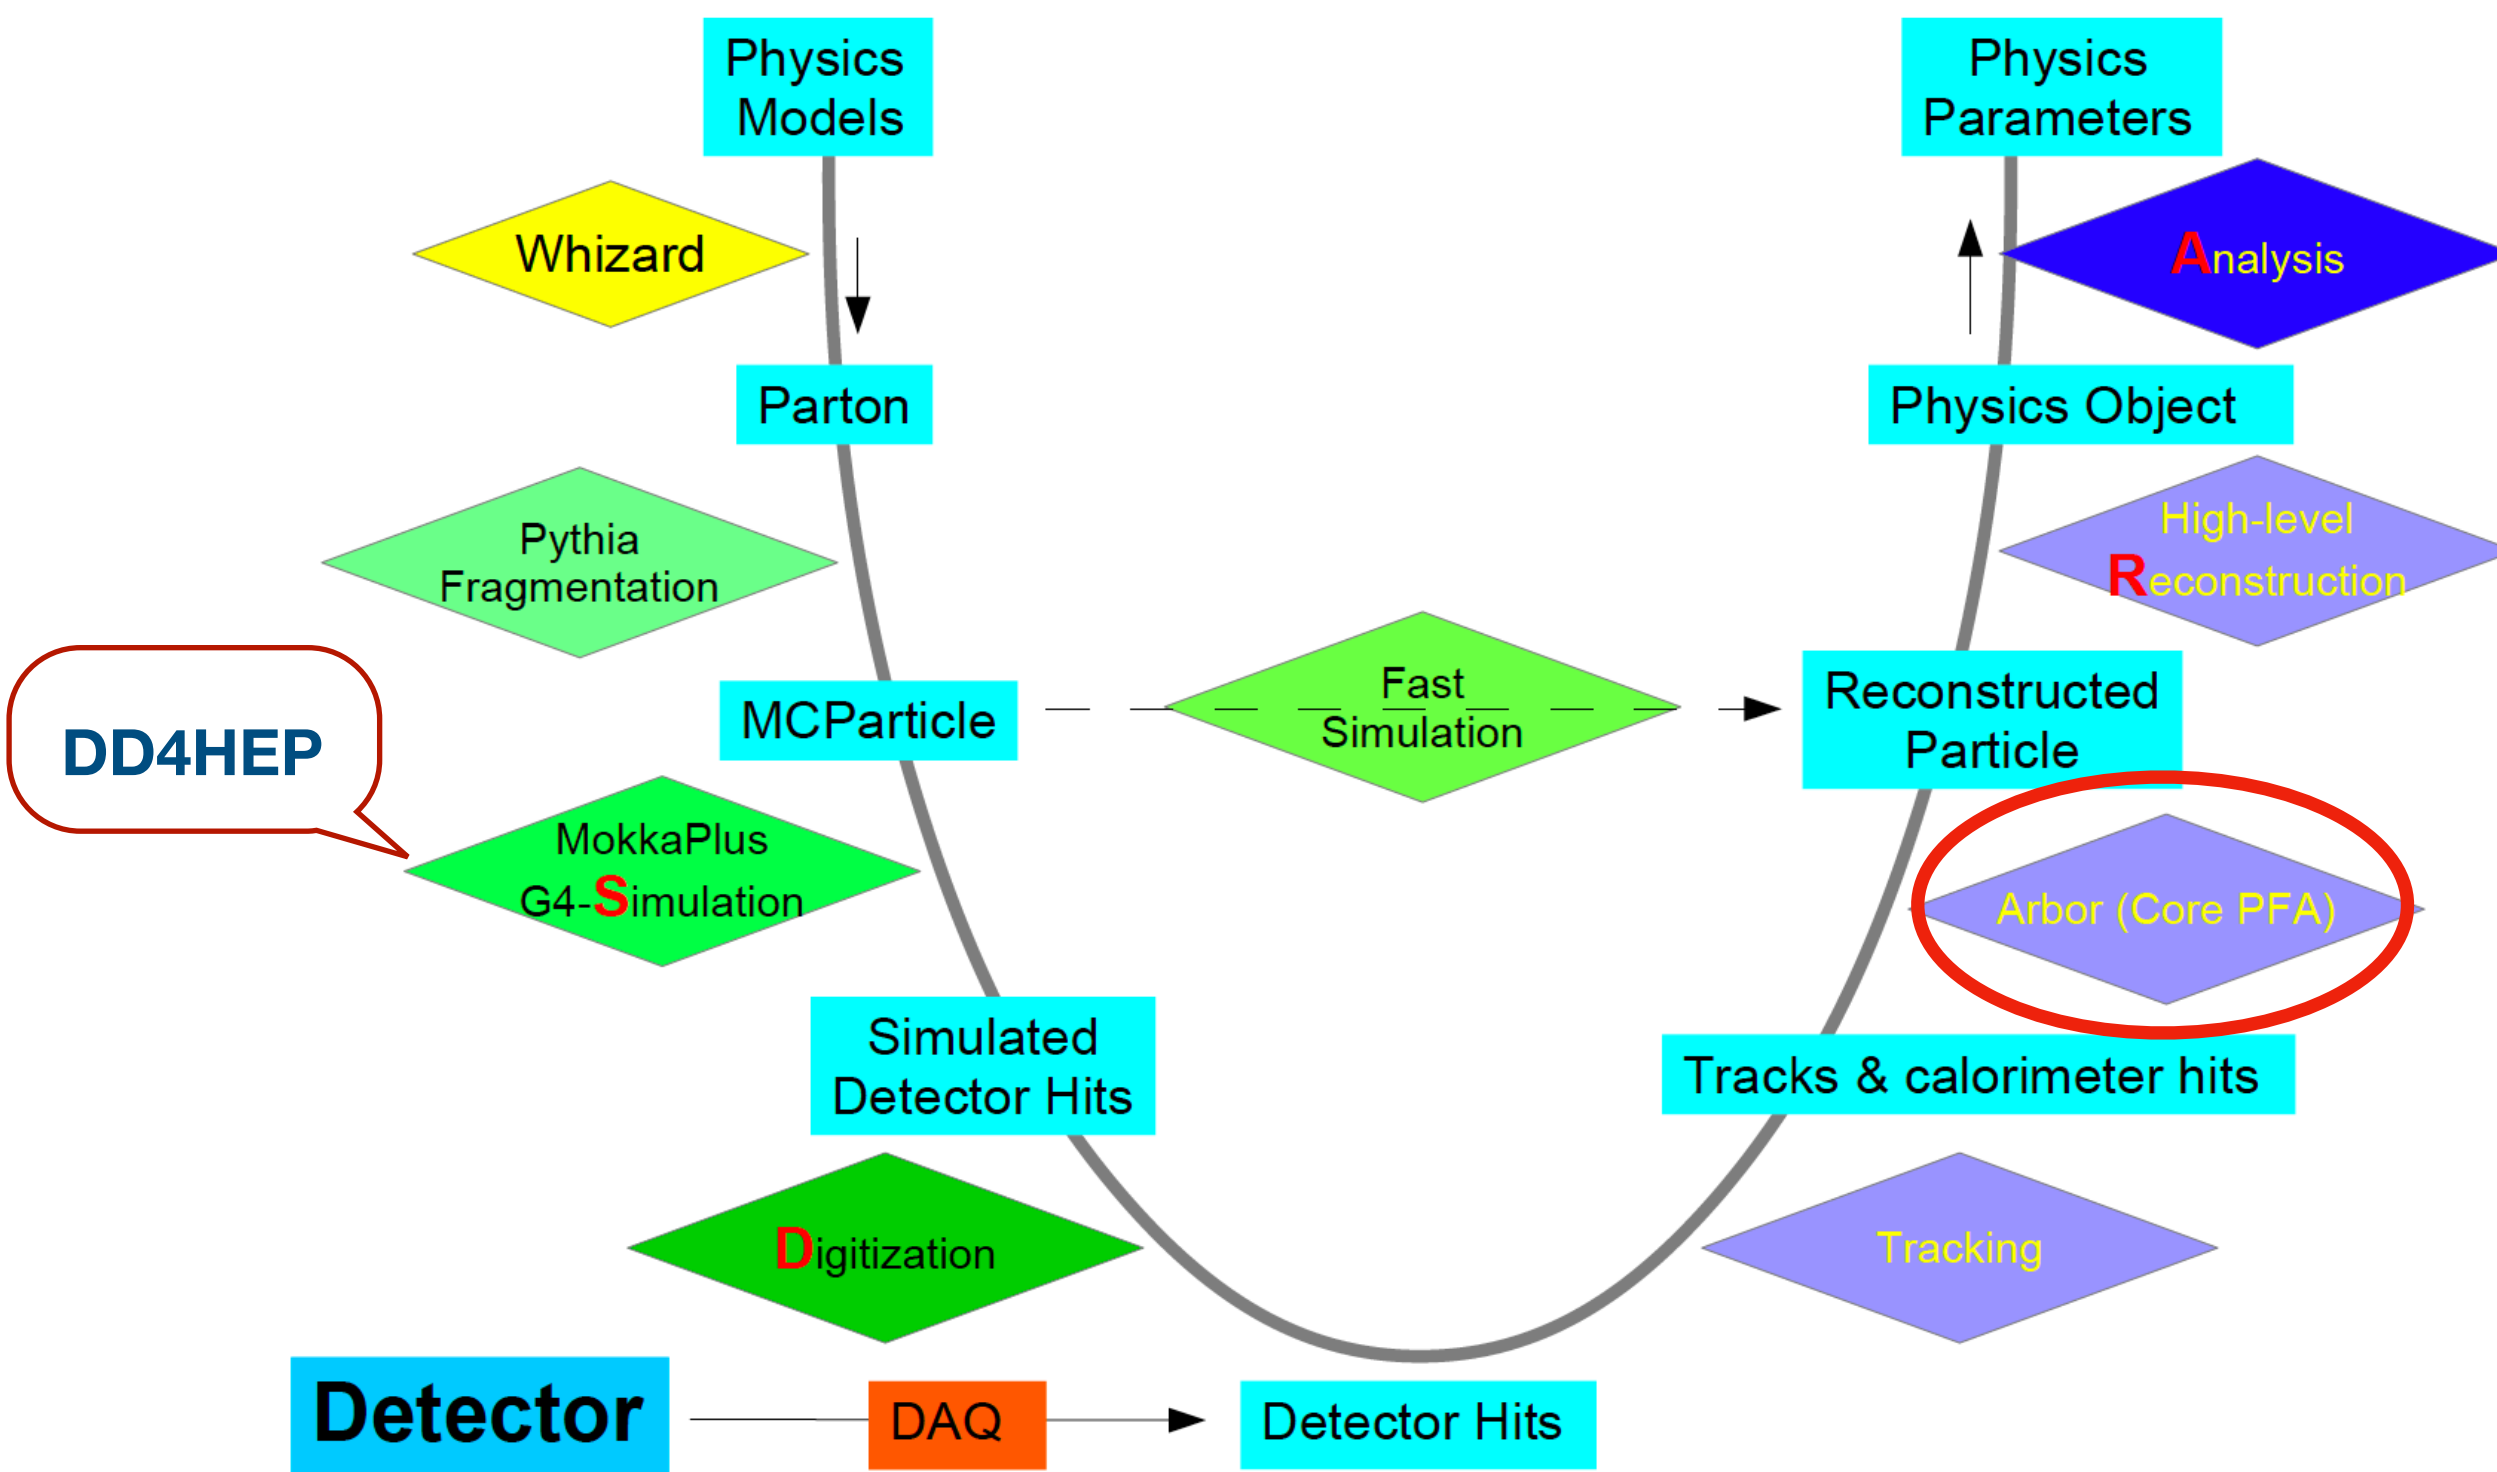 Physics
Models
Physics
Parameters
Whizard
Analysis
Parton
Physics Object
Pythia
Fragmentation
High-level
Reconstruction
DD4HEP
MCParticle
Fast
Simulation
Reconstructed
Particle
MokkaPlus
G4-Simulation
Arbor (Core PFA)
Simulated
Detector Hits
Tracks & calorimeter hits
Digitization
Tracking
Detector
DAQ
Detector Hits